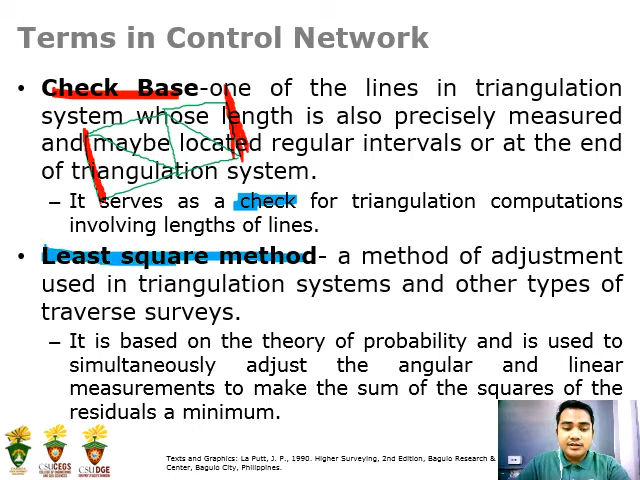 Terms in Control Network
• Check Base-one of the lines in triangulation
system whose length is also precisely measured
and maybe located regular intervals or at the end
of triangulation system.
– It serves as a check for triangulation computations
involving lengths of lines.
• Least square method- a method of adjustment
used in triangulation systems and other types of
traverse surveys.
– It is based on the theory of probability and is used to
simultaneously adjust the angular and linear
measurements to make the sum of the squares of the
residuals a minimum.
CSUCEGS
CSUDGE
Texts and Graphics: La Putt, J. P., 1990. Higher Surveying, 2nd Edition, Baguio Research &
Center, Baguio City, Philippines.